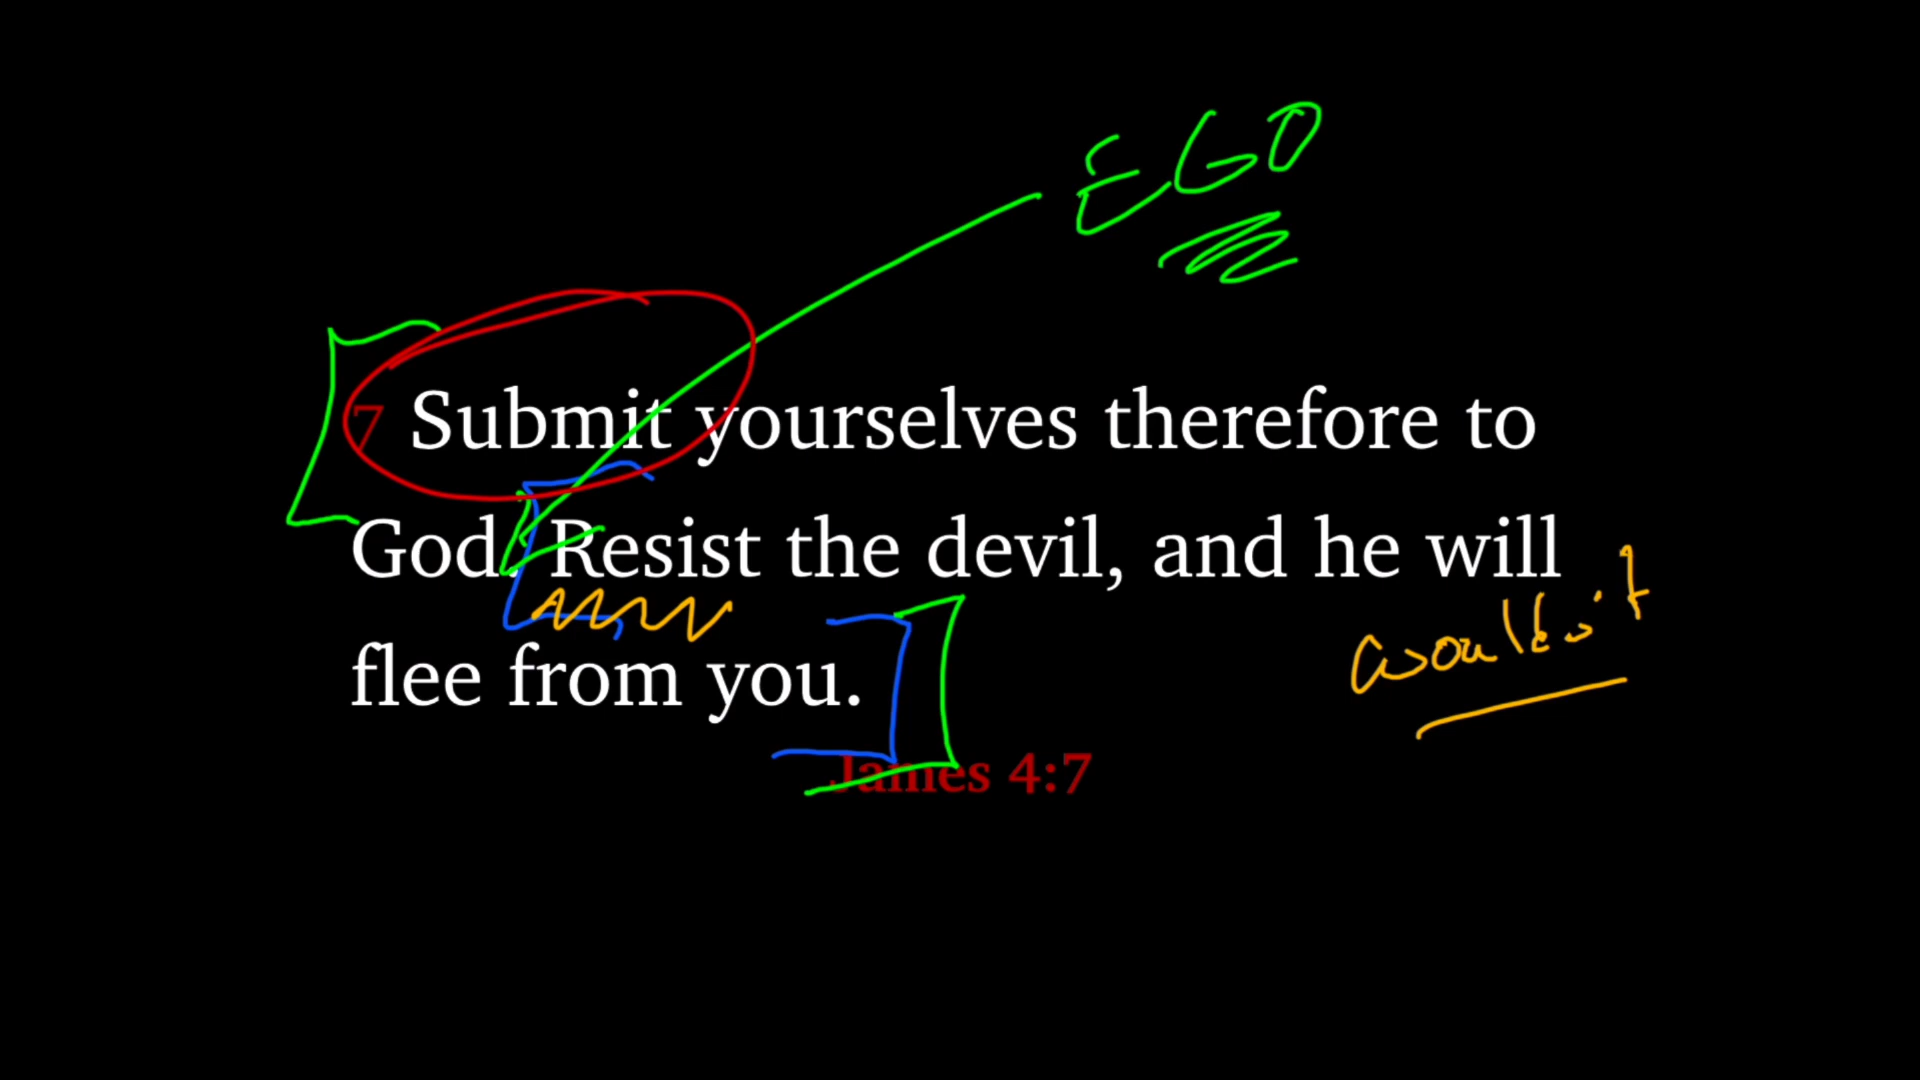 EGO
7 Submit yourselves therefore to
God. Resist the devil, and he will
flee from you.
James 4:7